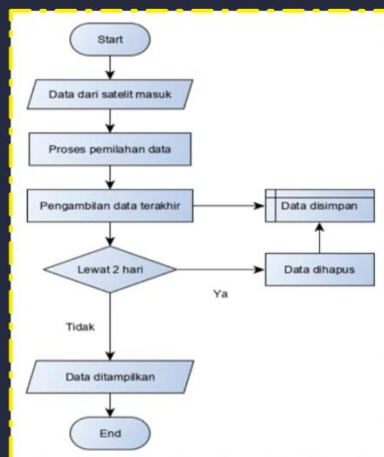 Start
Data dari satelit masuk
Proses pemilahan data
Pengambilan data terakhir
Data disimpan
Lewat 2 hari
Data dihapus
Ya
Tidak
Data ditampilkan
End